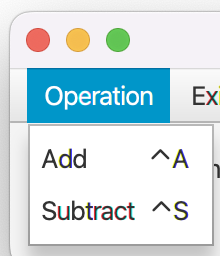 Operation
Add ^A
Subtract ^S